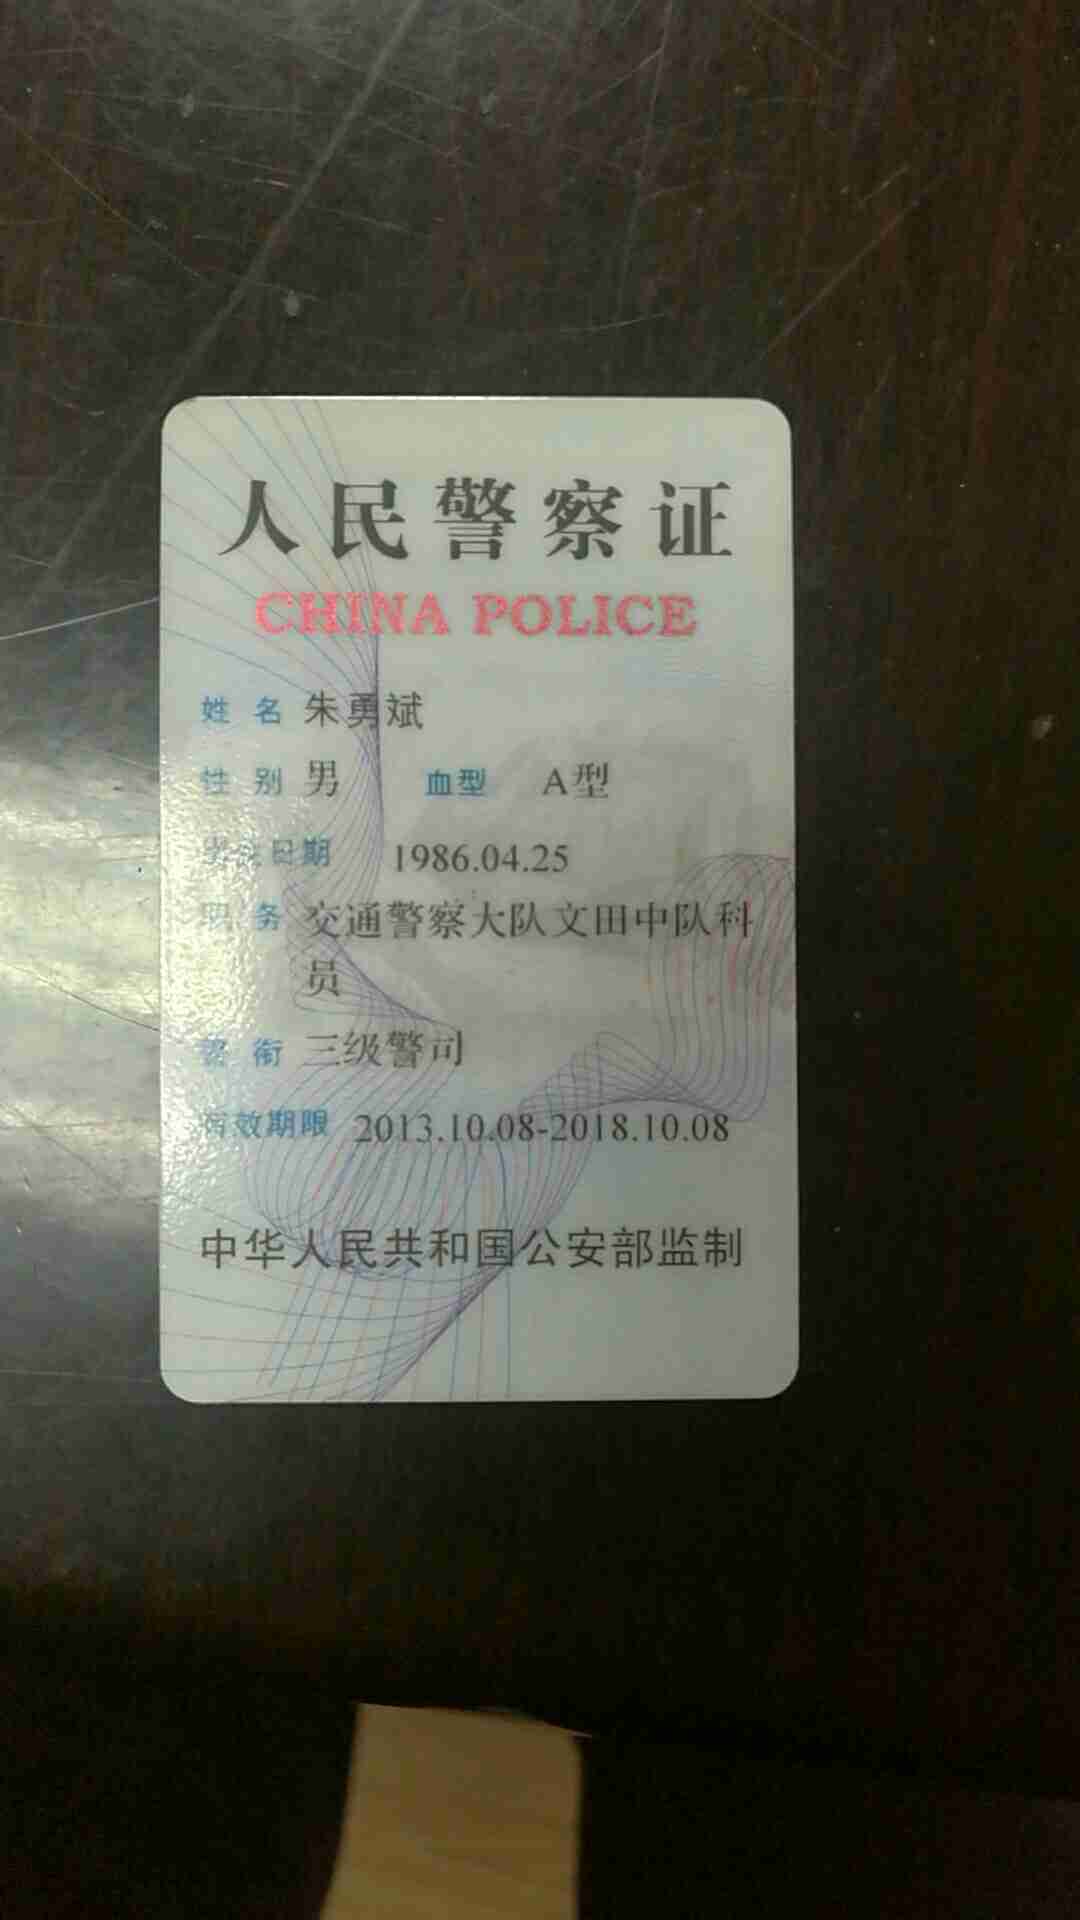 人民警察证
CHINA POLICE
姓 名 朱勇斌
性 别 男 血型 A型
出生日期 1986.04.25
职 务 交通警察大队文田中队科
员
警 衔 三级警司
有效期限 2013.10.08-2018.10.08
中华人民共和国公安部监制